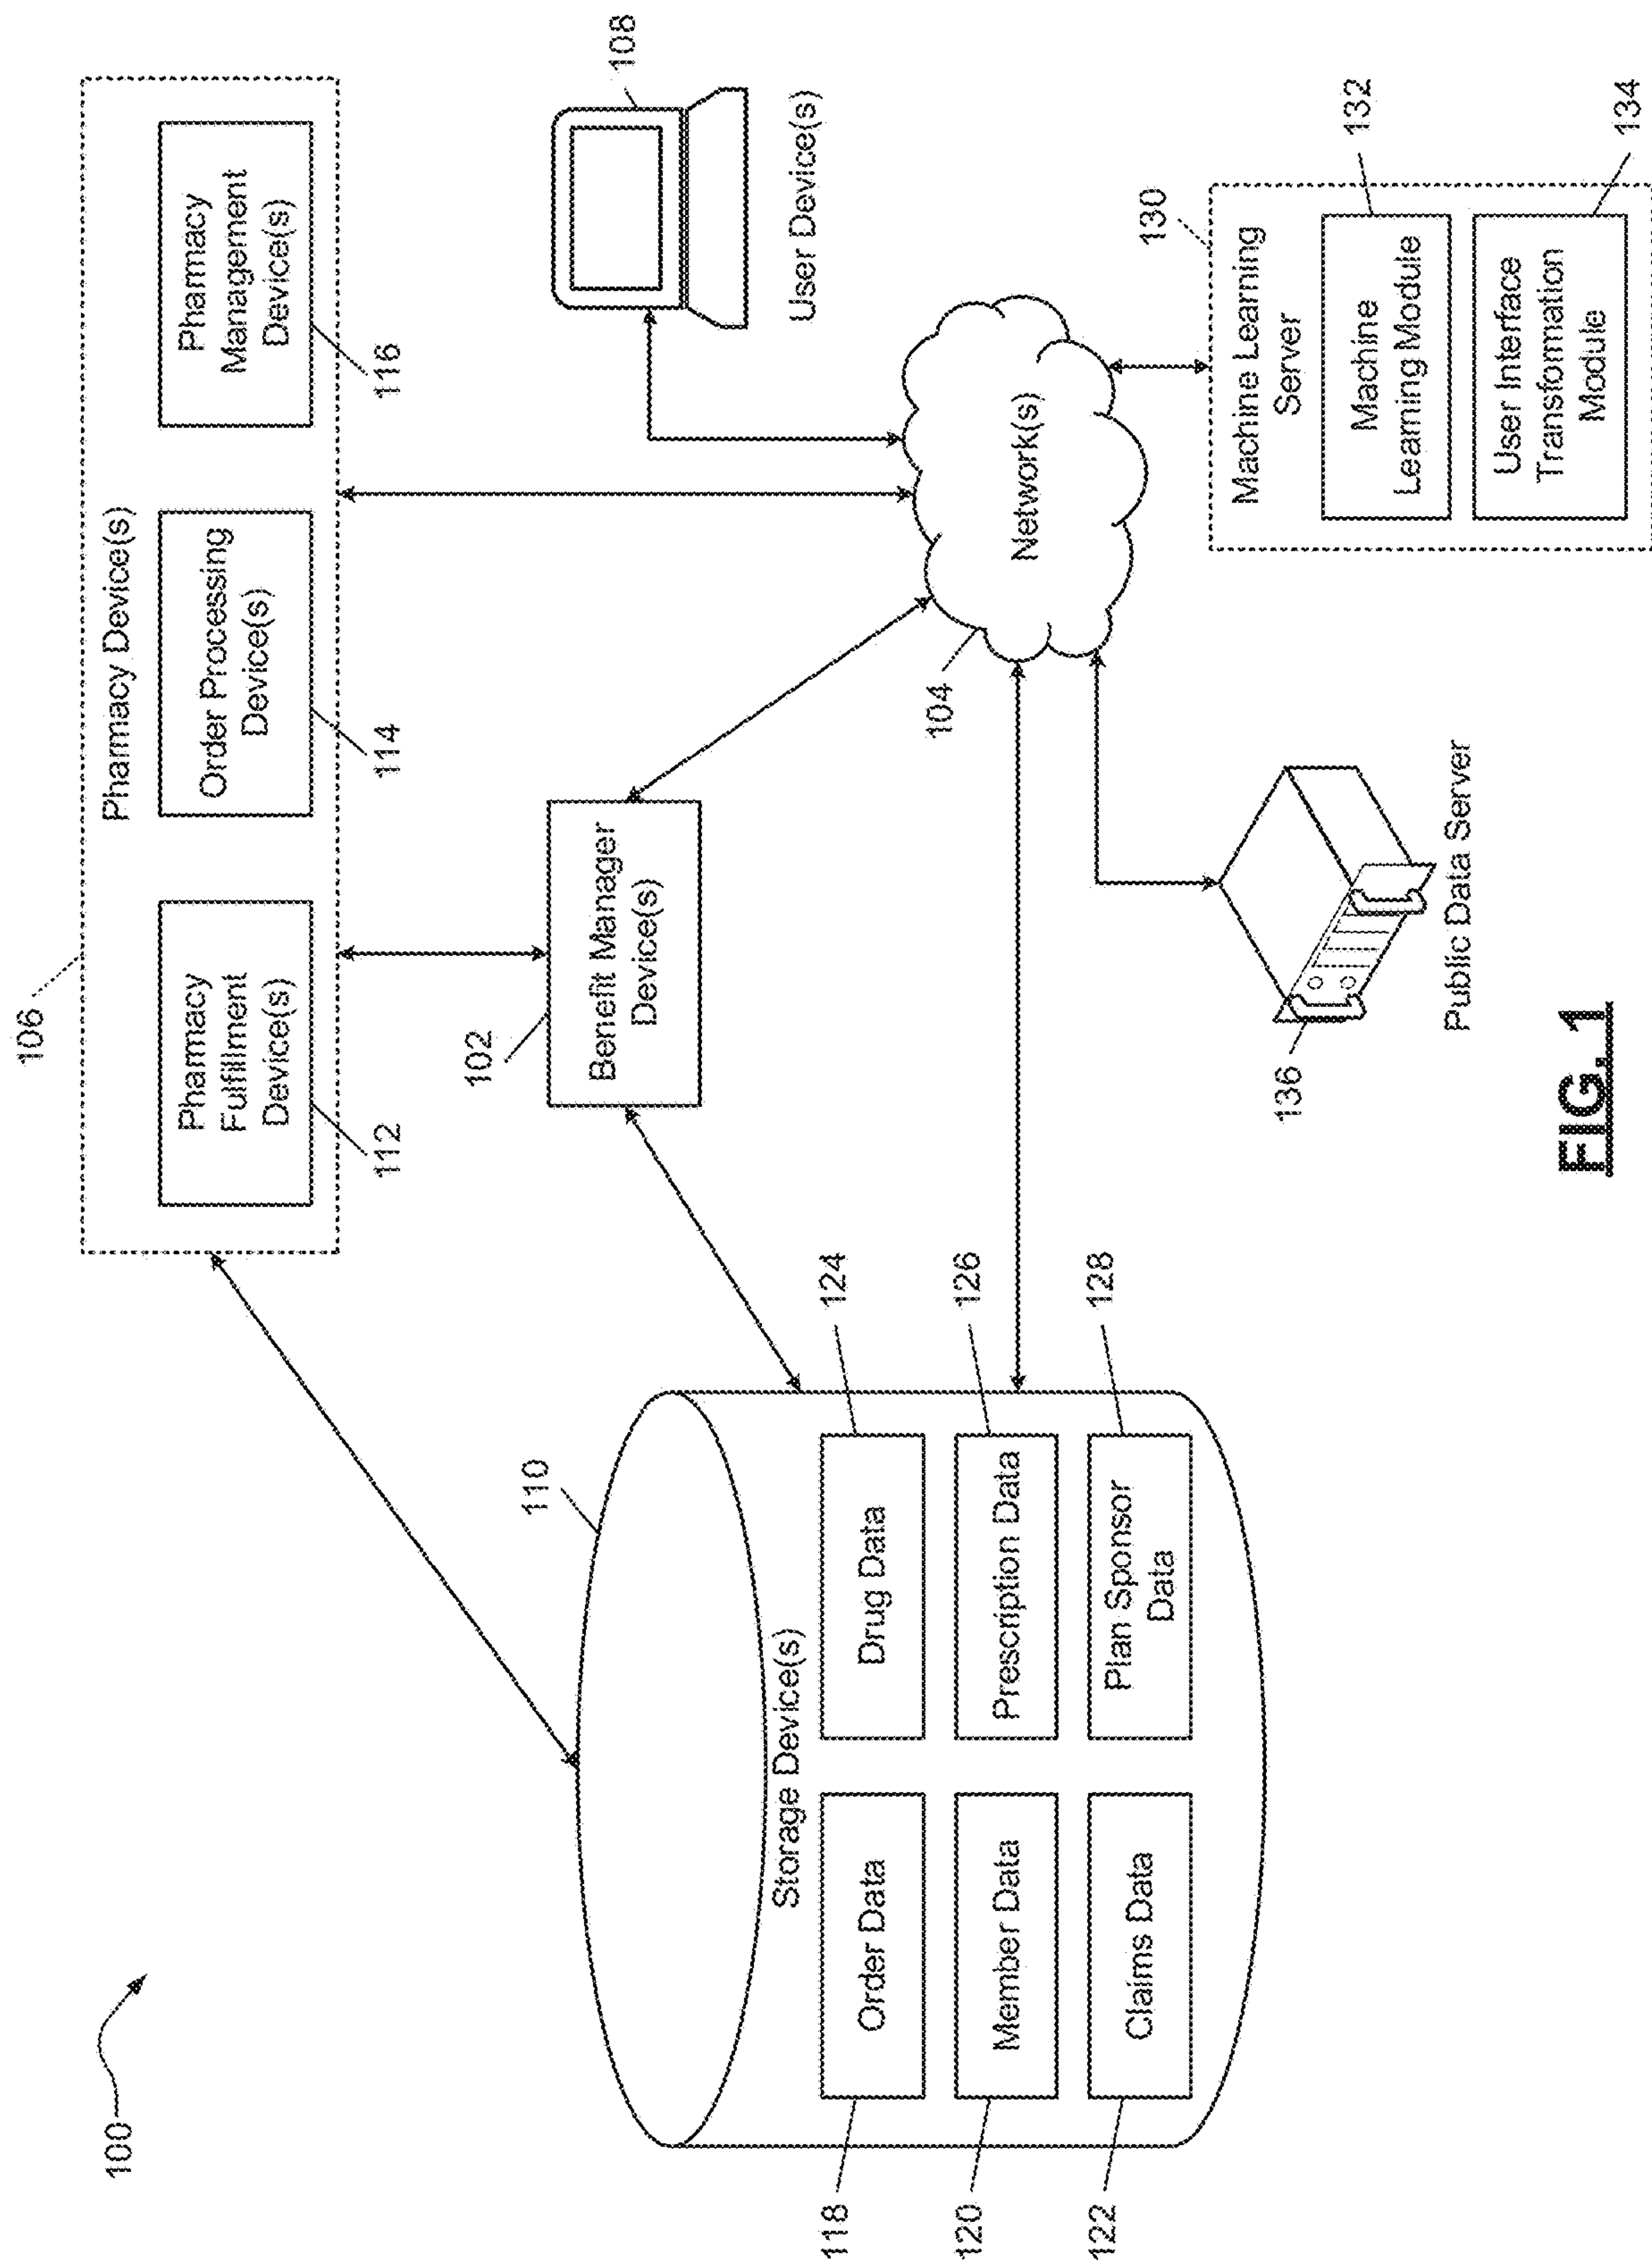 100
106
Pharmacy Device(s)
Pharmacy
Fulfillment
Device(s)
112
Order Processing
Device(s)
114
Pharmacy
Management
Device(s)
116
102
Benefit Manager
Device(s)
108
User Device(s)
110
Storage Device(s)
118
Order Data
Drug Data
124
120
Member Data
Prescription Data
126
122
Claims Data
Plan Sponsor
Data
128
104
Network(s)
136
Public Data Server
130
Machine Learning
Server
Machine
Learning Module
132
User Interface
Transformation
Module
134
FIG. 1